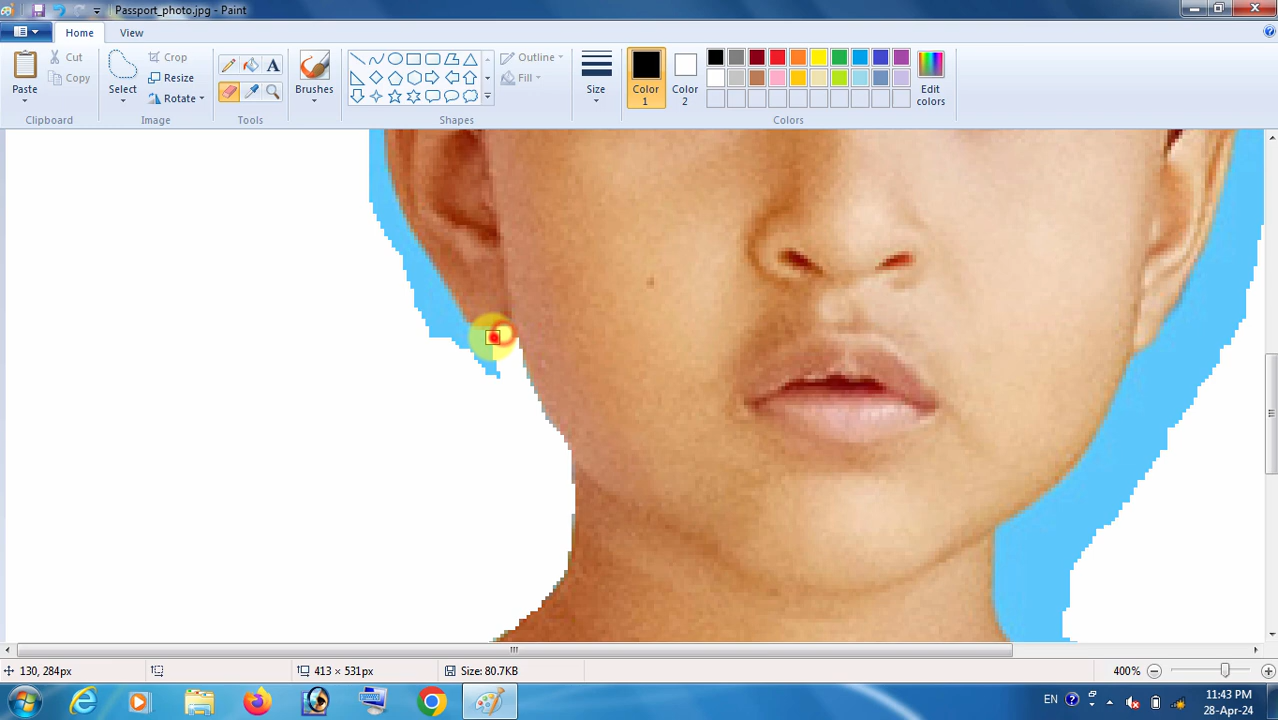 Passport_photo.jpg - Paint
Home View
Paste
Cut
Copy
Clipboard
Select
Crop
Resize
Rotate
Image
Tools
Brushes
Outline
Fill
Shapes
Size
Color 1
Color 2
Edit colors
Colors
130, 284px
413 × 531px
Size: 80.7KB
400%
EN
11:43 PM
28-Apr-24